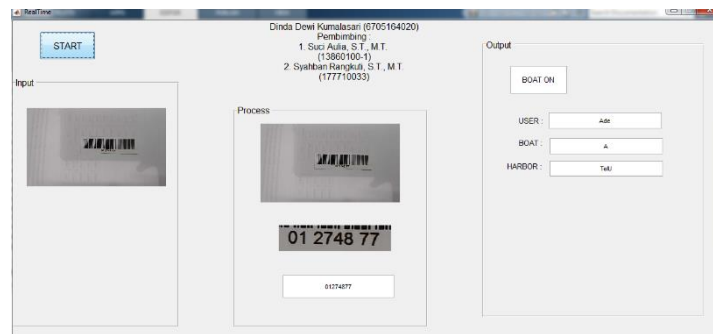 RealTime
START
Dinda Dewi Kumalasari (6705164020)
Pembimbing :
1. Suci Aulia, S.T., M.T.
(13860100-1)
2. Syahban Rangkuti, S.T., M.T.
(177710033)
Input
Process
01 2748 77
01274877
Output
BOAT ON
USER :
Ade
BOAT :
A
HARBOR :
TelU